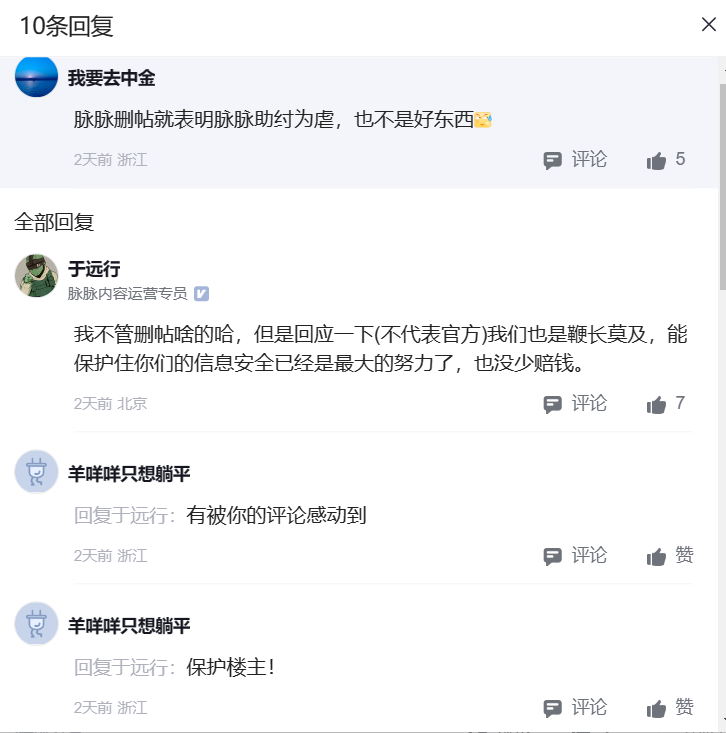 10条回复
我要去中金
脉脉删帖就表明脉脉助纣为虐，也不是好东西
2天前 浙江
评论
5
全部回复
于远行
脉脉内容运营专员
我不管删帖啥的哈，但是回应一下(不代表官方)我们也是鞭长莫及，能
保护住你们的信息安全已经是最大的努力了，也没少赔钱。
2天前 北京
评论
7
羊咩咩只想躺平
回复于远行：有被你的评论感动到
2天前 浙江
评论
赞
羊咩咩只想躺平
回复于远行：保护楼主！
2天前 浙江
评论
赞